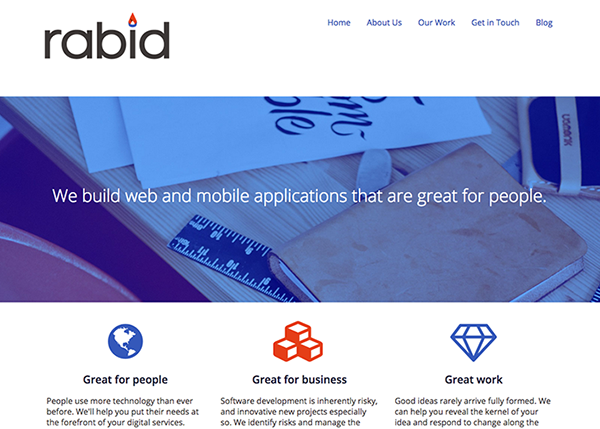 rabid
Home About Us Our Work Get in Touch Blog
We build web and mobile applications that are great for people.
Great for people
People use more technology than ever
before. We'll help you put their needs at
the forefront of your digital services.
Great for business
Software development is inherently risky,
and innovative new projects especially
so. We identify risks and manage the
Great work
Good ideas rarely arrive fully formed. We
can help you reveal the kernel of your
idea and respond to change along the